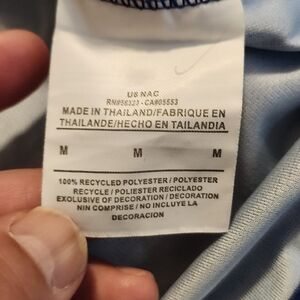 US NAC
RN#56323 - CA#05553
MADE IN THAILAND/FABRIQUE EN
THAILANDE/HECHO EN TAILANDIA
M M M
100% RECYCLED POLYESTER / POLYESTER
RECYCLE / POLIESTER RECICLADO
EXCLUSIVE OF DECORATION / DECORATION
NIN COMPRISE / NO INCLUYE LA
DECORACION